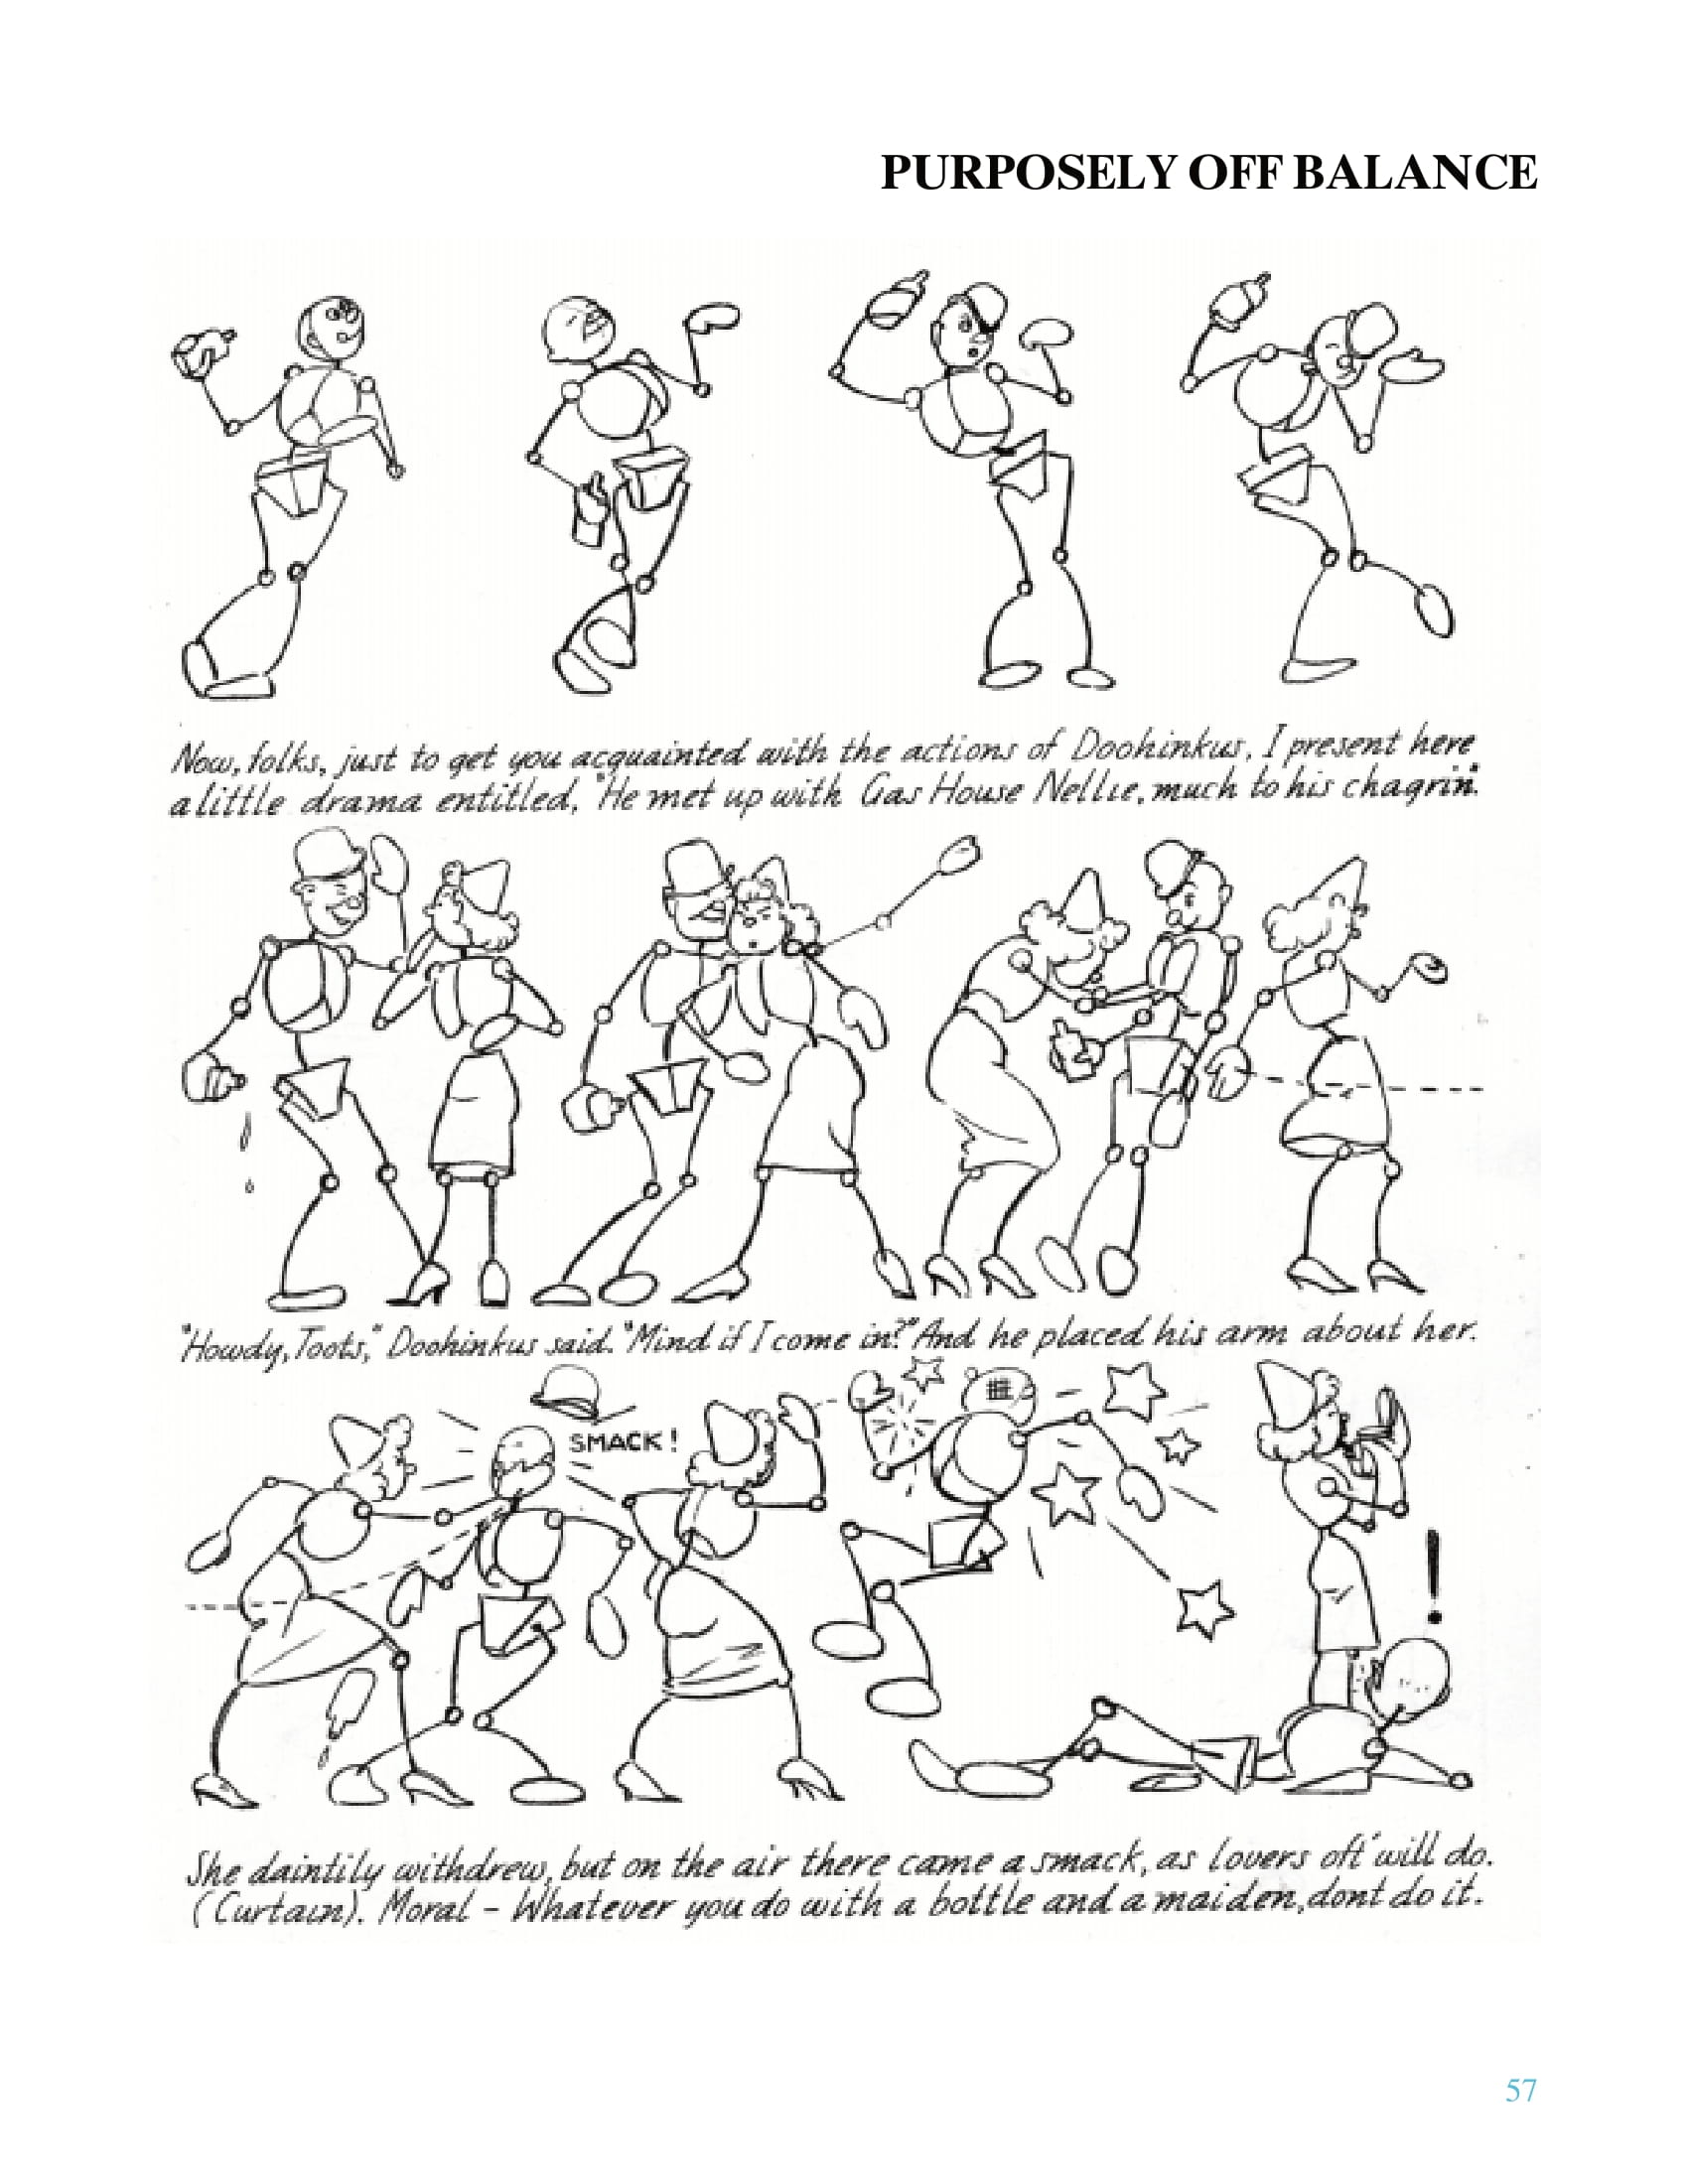 PURPOSELY OFF BALANCE
Now, folks, just to get you acquainted with the actions of Doohinkus, I present here
a little drama entitled, "He met up with Gas House Nellie, much to his chagrin".
"Howdy, Toots," Doohinkus said. "Mind if I come in?" And he placed his arm about her.
SMACK!
!
She daintily withdrew, but on the air there came a smack, as lovers oft' will do.
(Curtain). Moral – Whatever you do with a bottle and a maiden, dont do it.
57